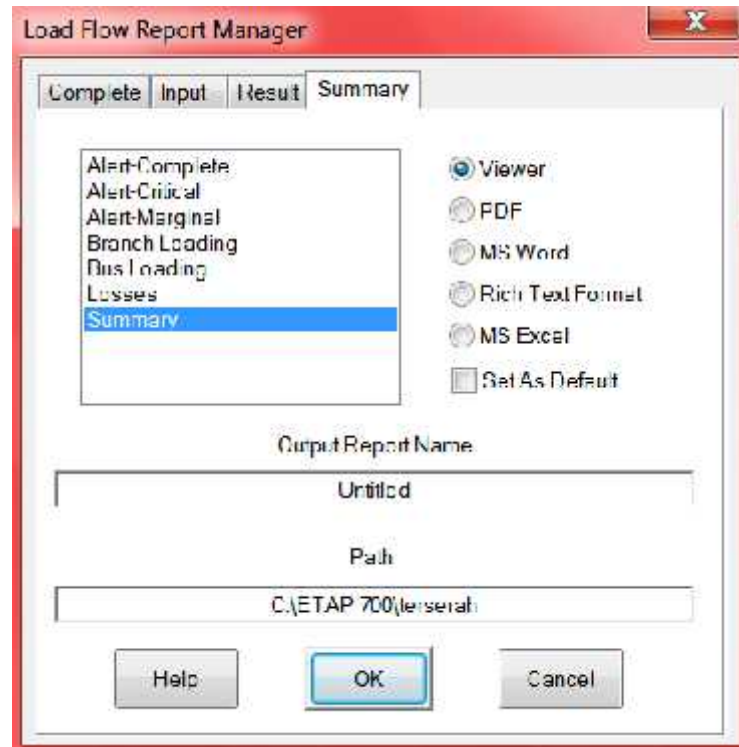 Load Flow Report Manager
Complete Input Result Summary
Alert-Complete
Alert-Critical
Alert-Marginal
Branch Loading
Bus Loading
Losses
Summary
Viewer
PDF
MS Word
Rich Text Format
MS Excel
Set As Default
Output Report Name
Untitled
Path
C:\ETAP 700\terserah
Help OK Cancel